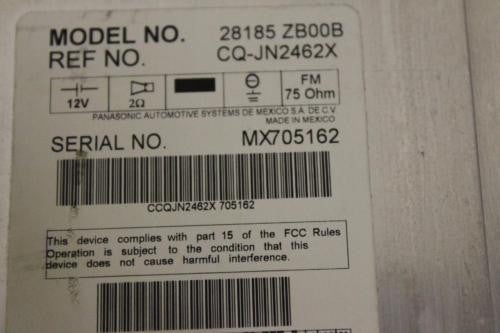 MODEL NO. 28185 ZB00B
REF NO. CQ-JN2462X
12V 2Ω FM 75 Ohm
PANASONIC AUTOMOTIVE SYSTEMS DE MEXICO S.A. DE C.V.
MADE IN MEXICO
SERIAL NO. MX705162
CCQJN2462X 705162
This device complies with part 15 of the FCC Rules
Operation is subject to the condition that this
device does not cause harmful interference.